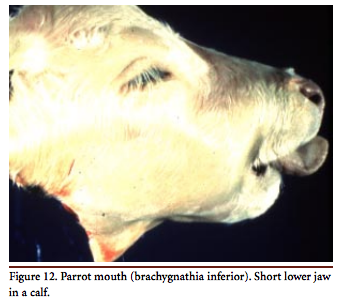 Figure 12. Parrot mouth (brachygnathia inferior). Short lower jaw
in a calf.